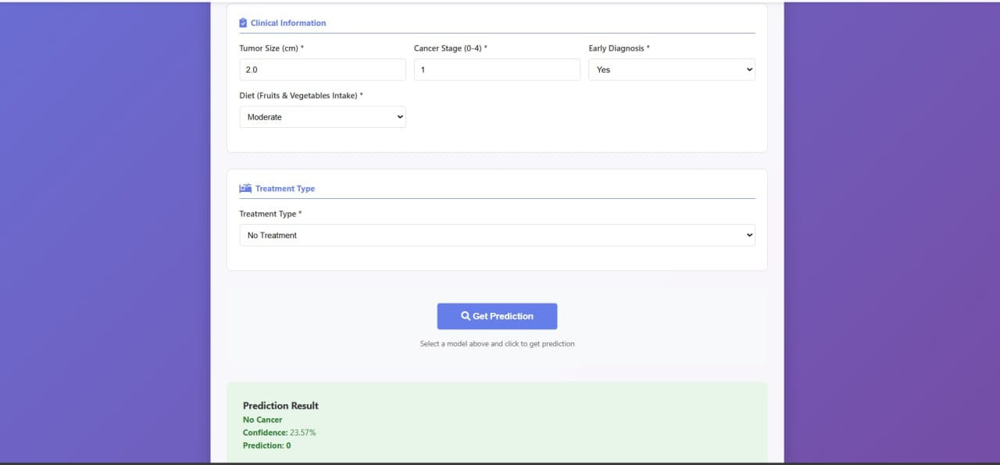 Clinical Information
Tumor Size (cm) * Cancer Stage (0-4) * Early Diagnosis *
2.0 1 Yes
Diet (Fruits & Vegetables Intake) *
Moderate
Treatment Type
Treatment Type *
No Treatment
Get Prediction
Select a model above and click to get prediction
Prediction Result
No Cancer
Confidence: 23.57%
Prediction: 0